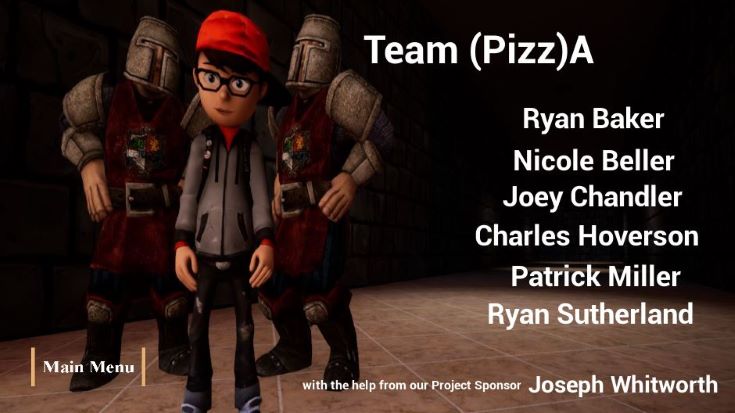 Team (Pizz)A
Ryan Baker
Nicole Beller
Joey Chandler
Charles Hoverson
Patrick Miller
Ryan Sutherland
Main Menu
with the help from our Project Sponsor Joseph Whitworth